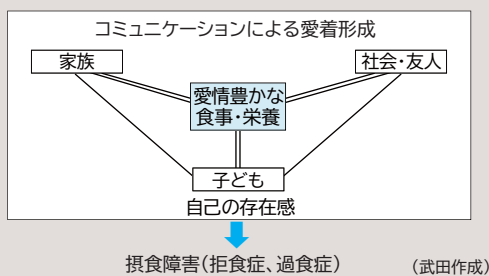 コミュニケーションによる愛着形成
家族
社会・友人
愛情豊かな
食事・栄養
子ども
自己の存在感
摂食障害(拒食症、過食症)
(武田作成)